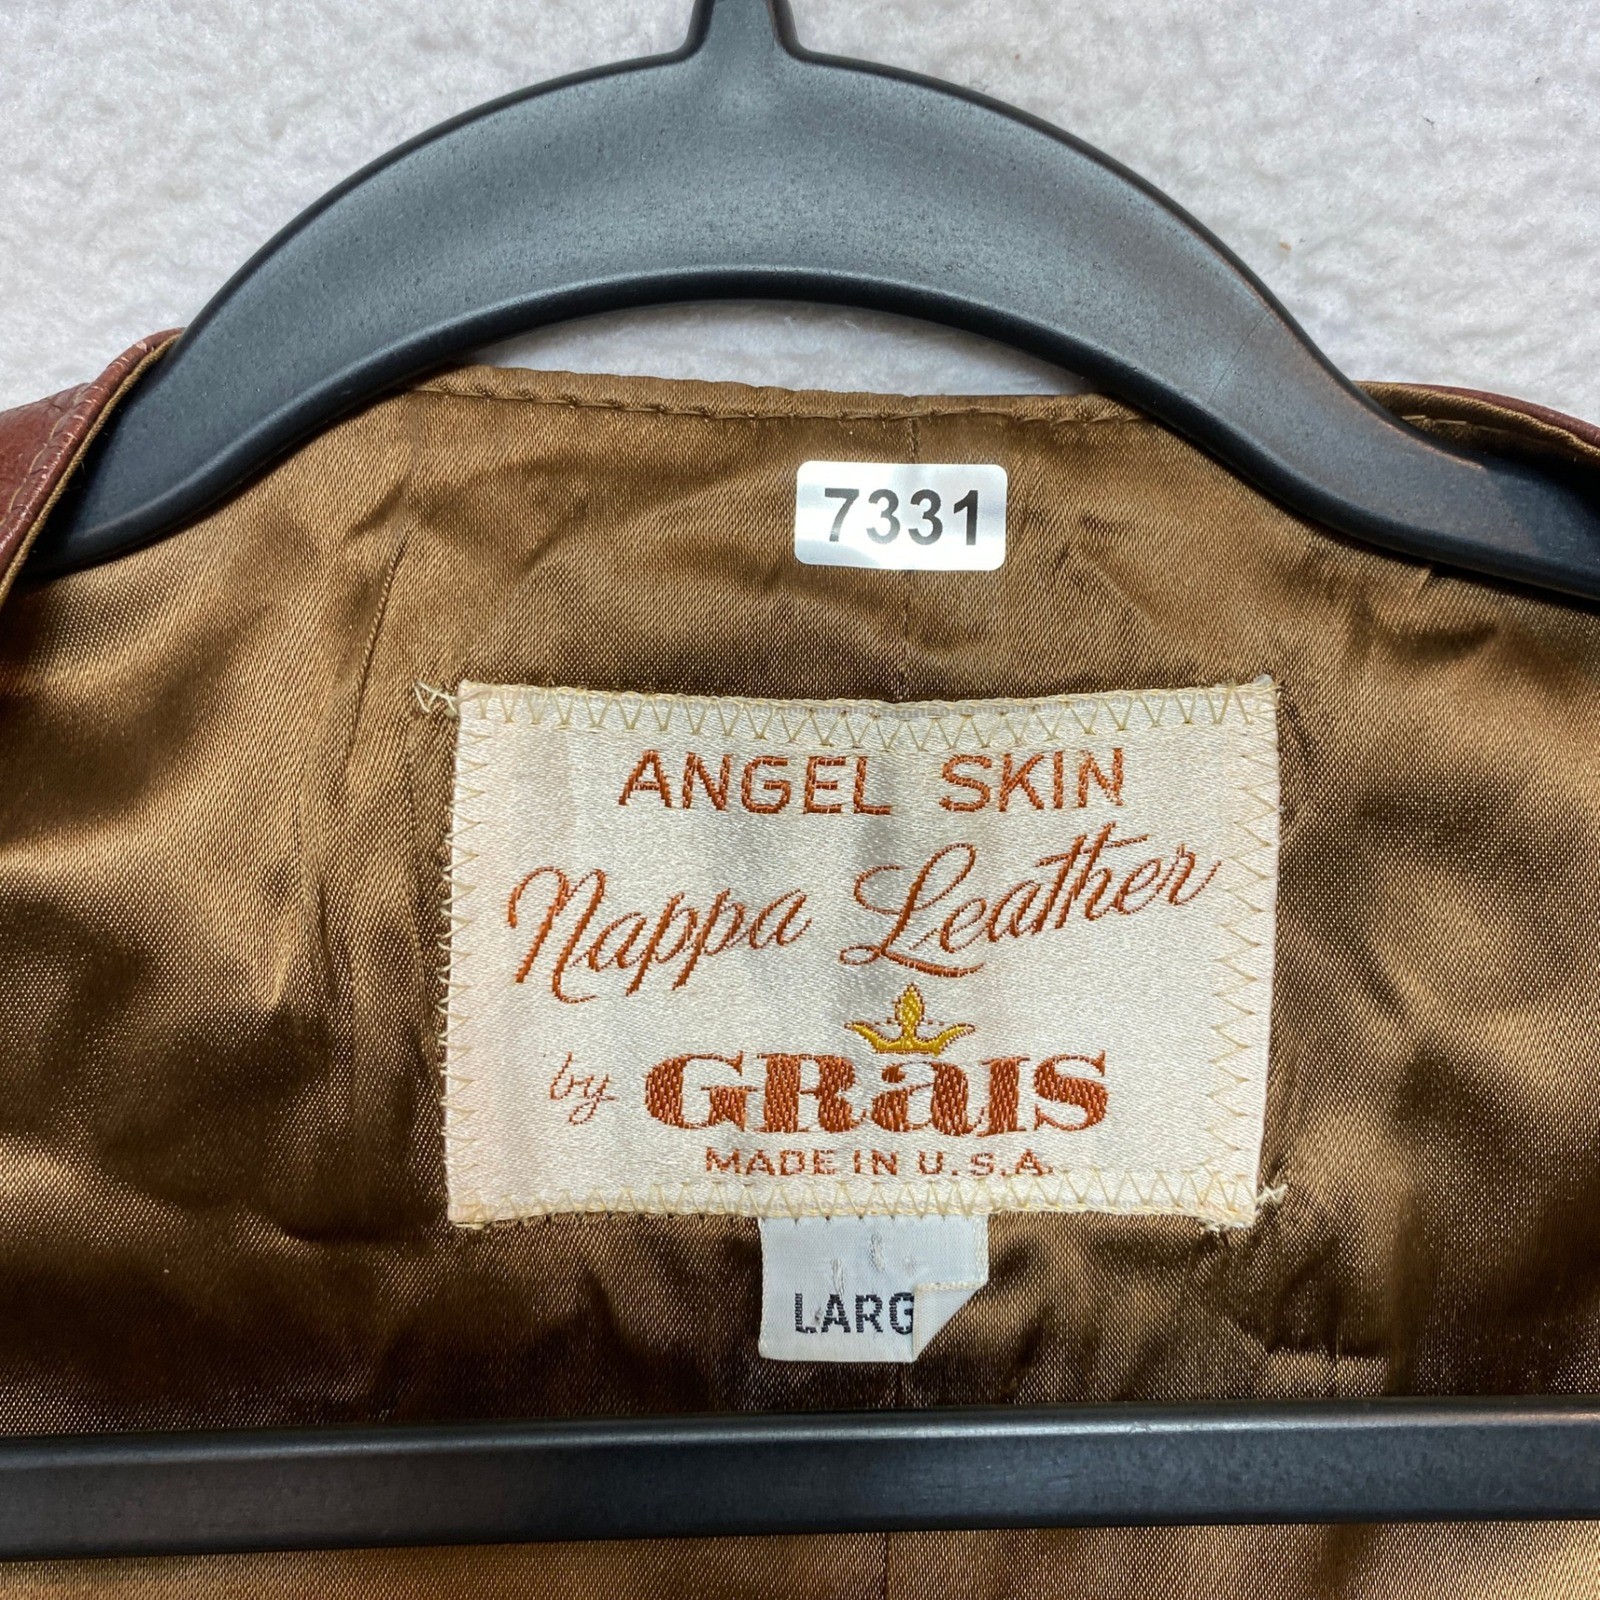 7331
ANGEL SKIN
Nappa Leather
by GRaIS
MADE IN U.S.A.
LARG